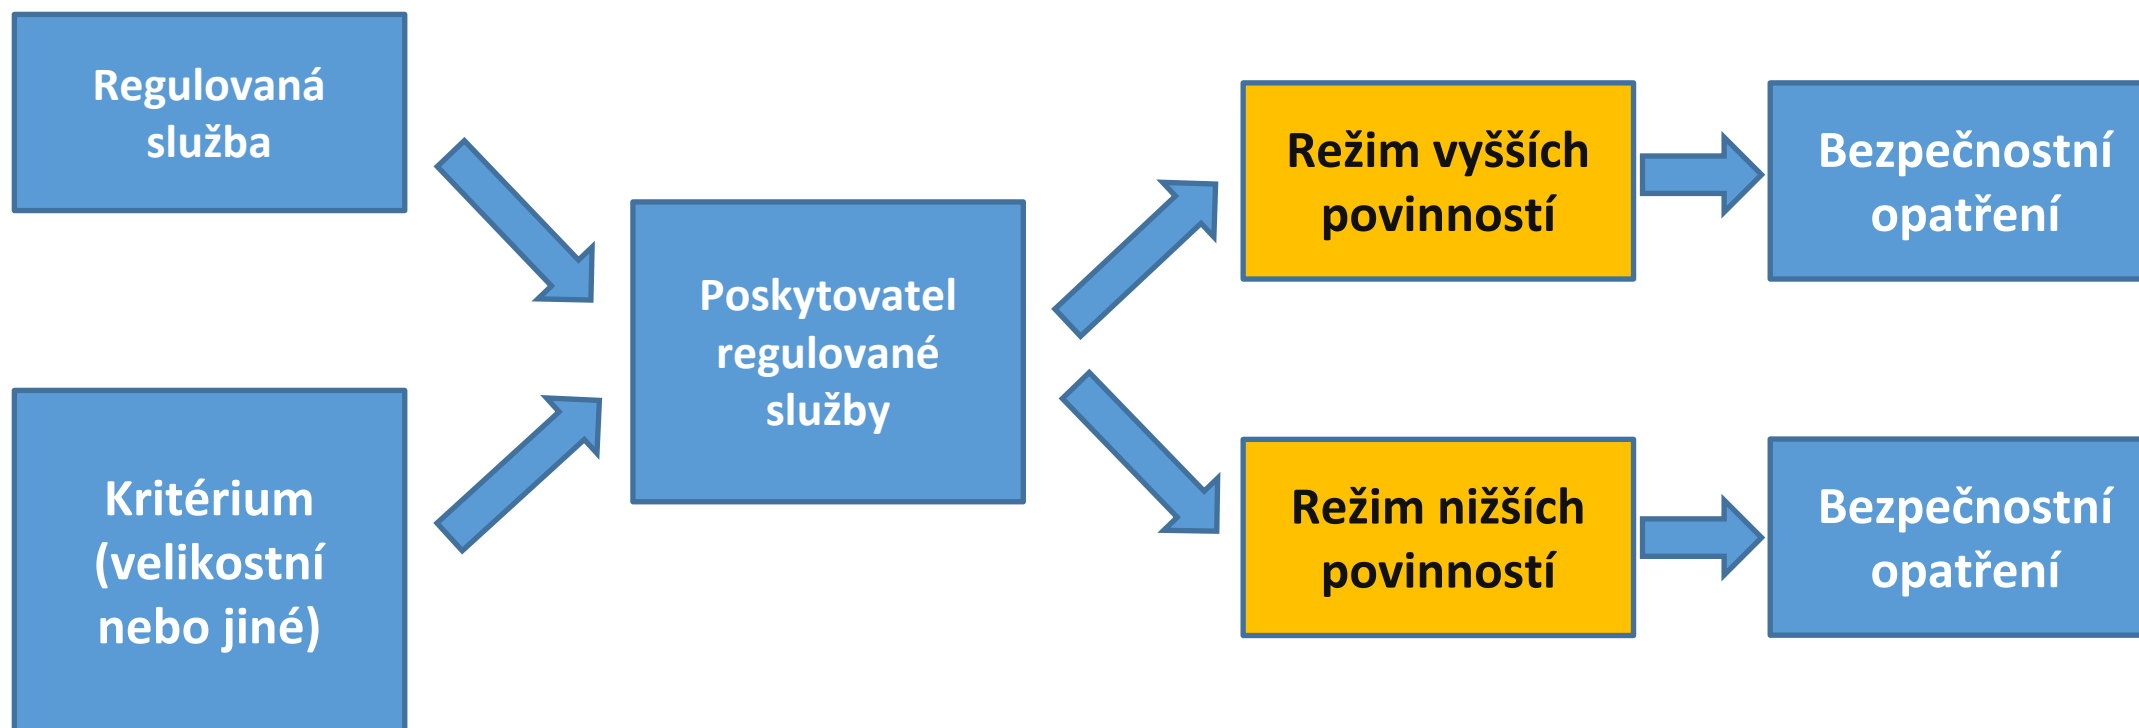 Regulovaná
služba
Kritérium
(velikostní
nebo jiné)
Poskytovatel
regulované
služby
Režim vyšších
povinností
Bezpečnostní
opatření
Režim nižších
povinností
Bezpečnostní
opatření